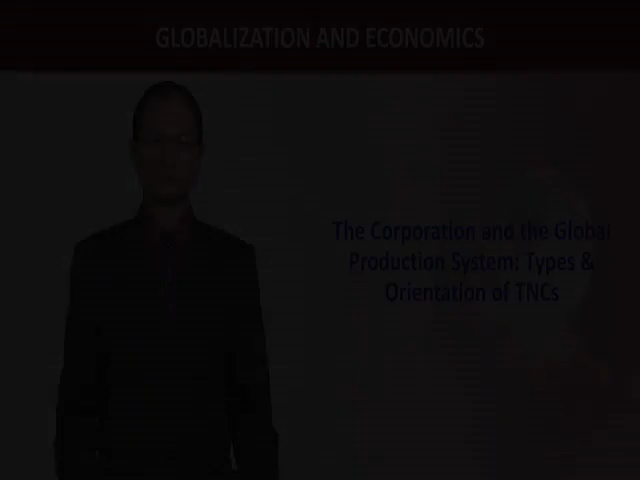 GLOBALIZATION AND ECONOMICS
The Corporation and the Global
Production System: Types &
Orientation of TNCs